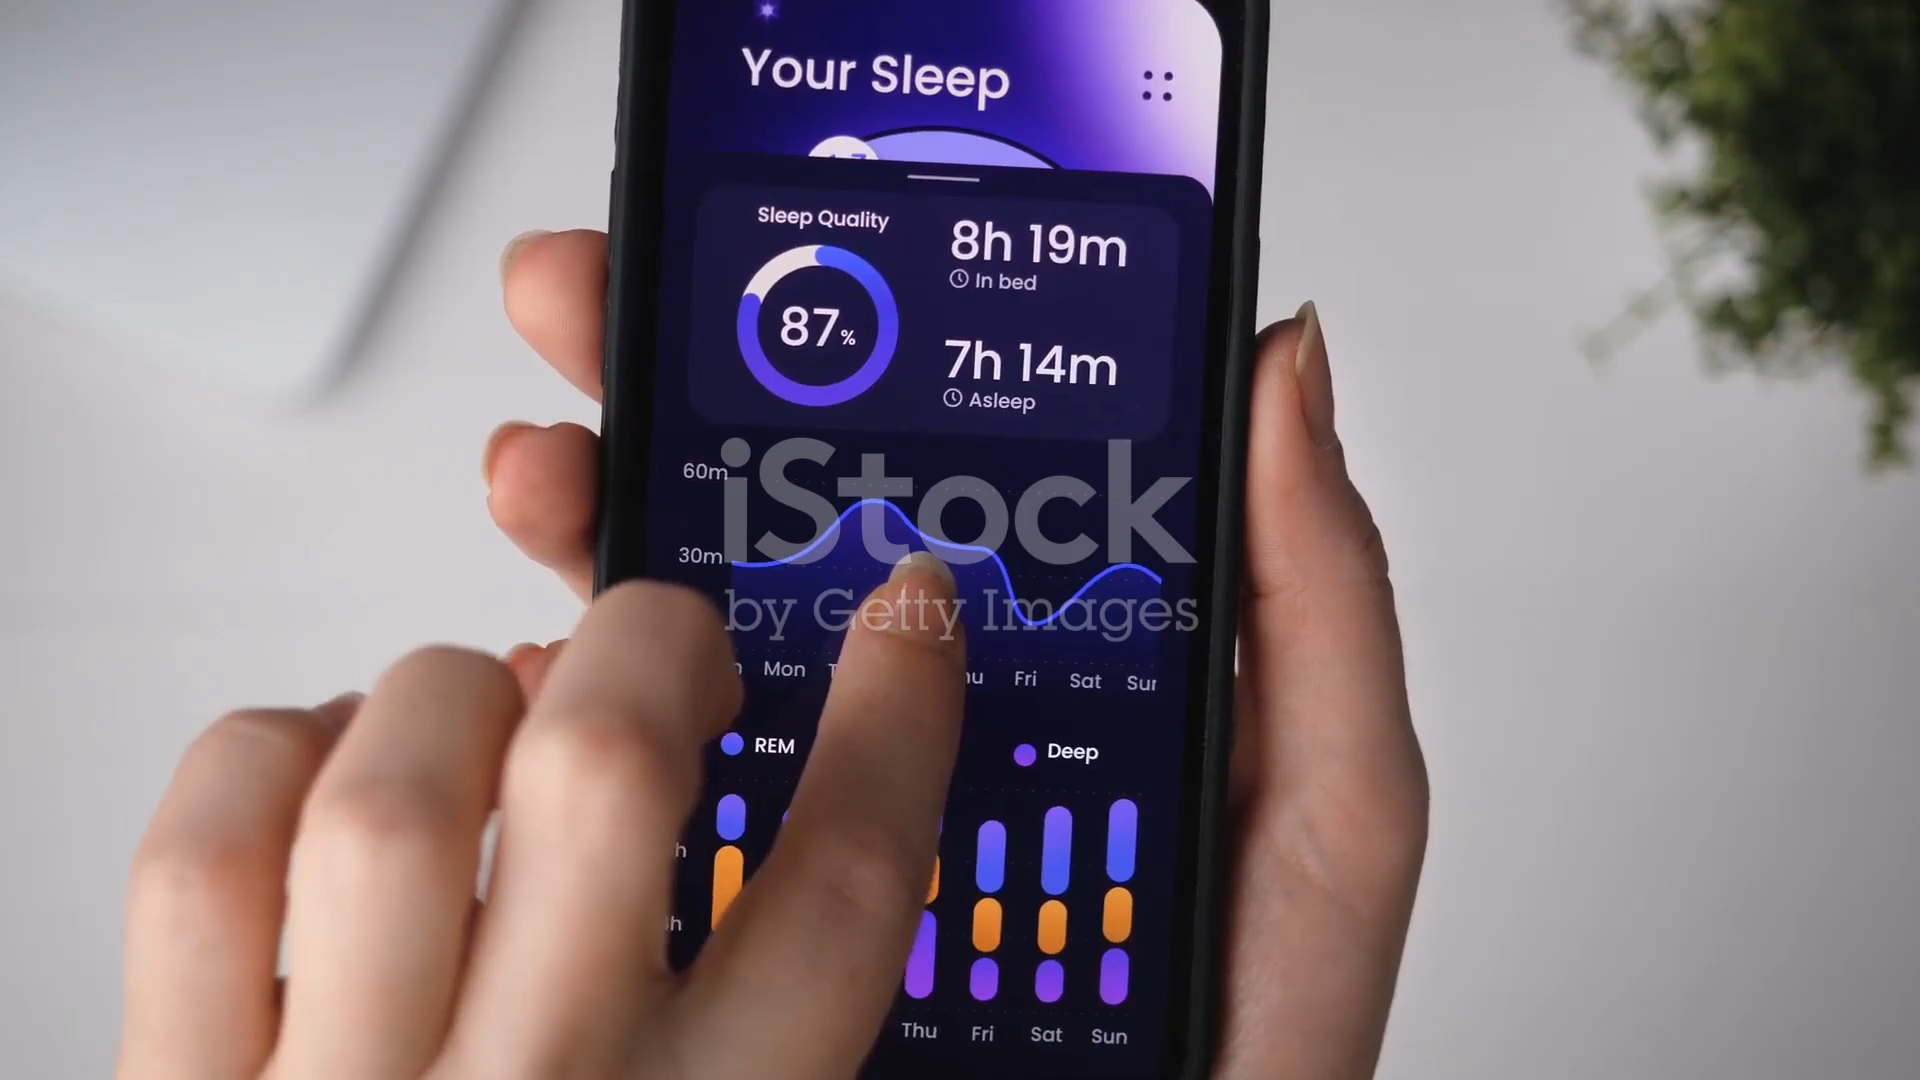 Your Sleep
Sleep Quality
87%
8h 19m
In bed
7h 14m
Asleep
60m
30m
iStock
by Getty Images
Mon
Fri
Sat
REM
Deep
Thu
Fri
Sat
Sun